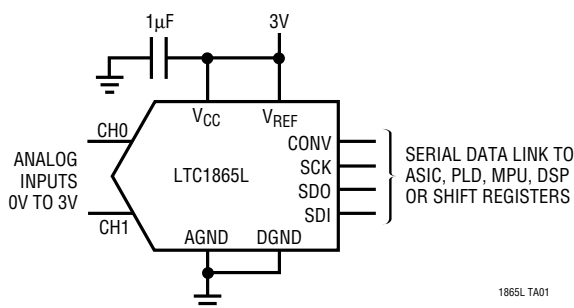 1µF
3V
VCC
VREF
CH0
CONV
ANALOG
INPUTS
0V TO 3V
LTC1865L
SCK
SDO
SDI
SERIAL DATA LINK TO
ASIC, PLD, MPU, DSP
OR SHIFT REGISTERS
CH1
AGND
DGND
1865L TA01